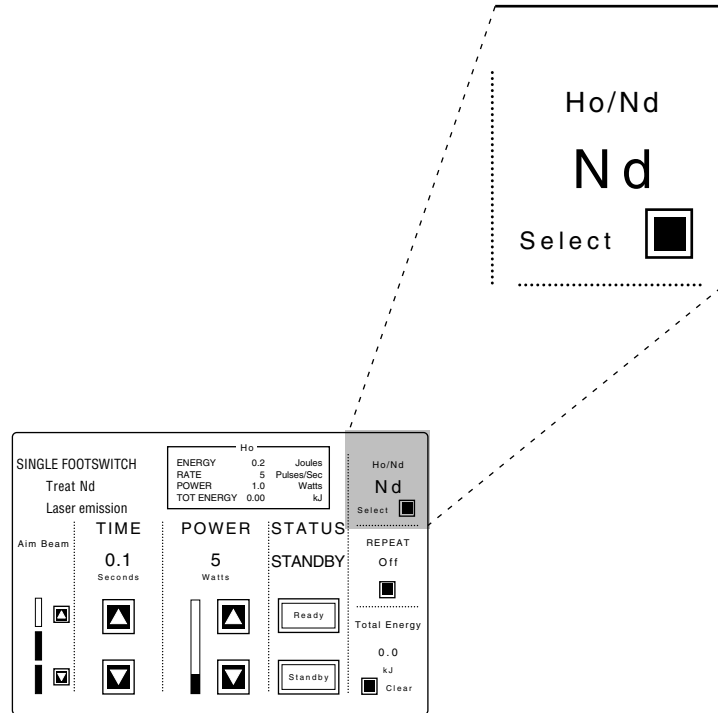 Ho/Nd
Nd
Select
SINGLE FOOTSWITCH
Treat Nd
Laser emission
Ho
ENERGY 0.2 Joules
RATE 5 Pulses/Sec
POWER 1.0 Watts
TOT ENERGY 0.00 kJ
Ho/Nd
Nd
Select
Aim Beam
TIME
0.1
Seconds
POWER
5
Watts
STATUS
STANDBY
Ready
Standby
REPEAT
Off
Total Energy
0.0
kJ
Clear